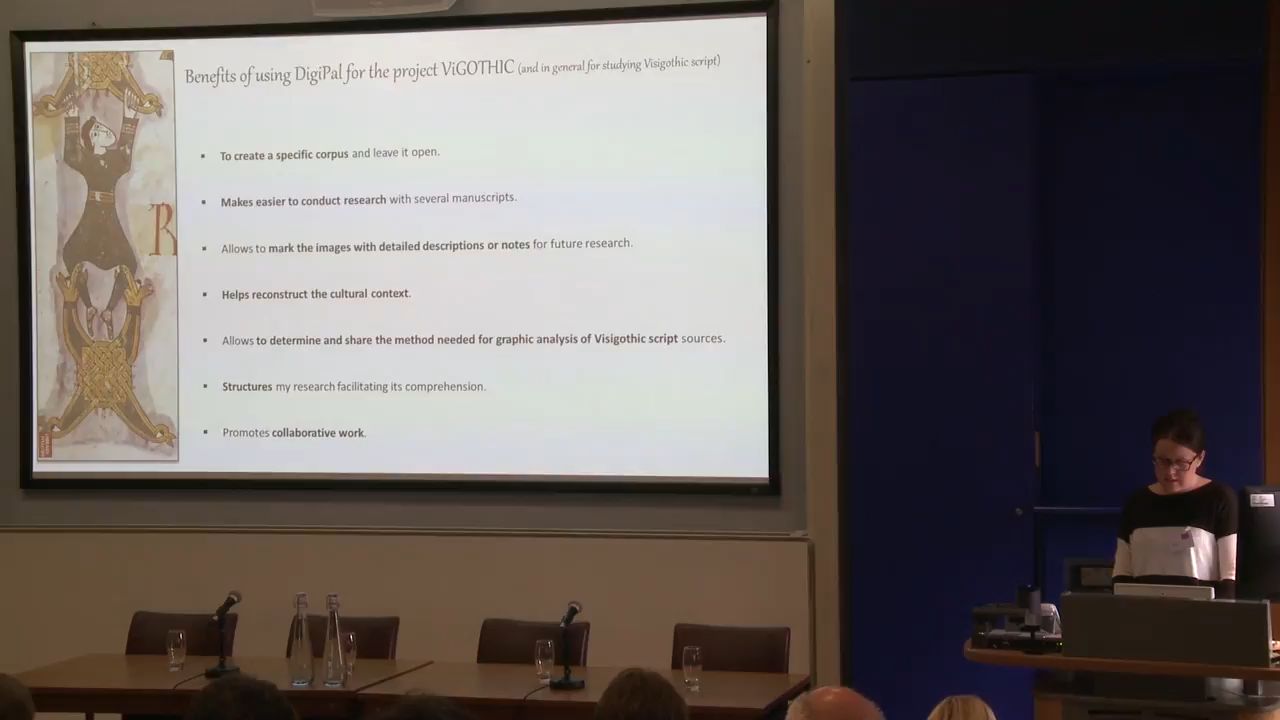 Benefits of using DigiPal for the project ViGOTHIC (and in general for studying Visigothic script)
▪ To create a specific corpus and leave it open.
▪ Makes easier to conduct research with several manuscripts.
▪ Allows to mark the images with detailed descriptions or notes for future research.
▪ Helps reconstruct the cultural context.
▪ Allows to determine and share the method needed for graphic analysis of Visigothic script sources.
▪ Structures my research facilitating its comprehension.
▪ Promotes collaborative work.
R